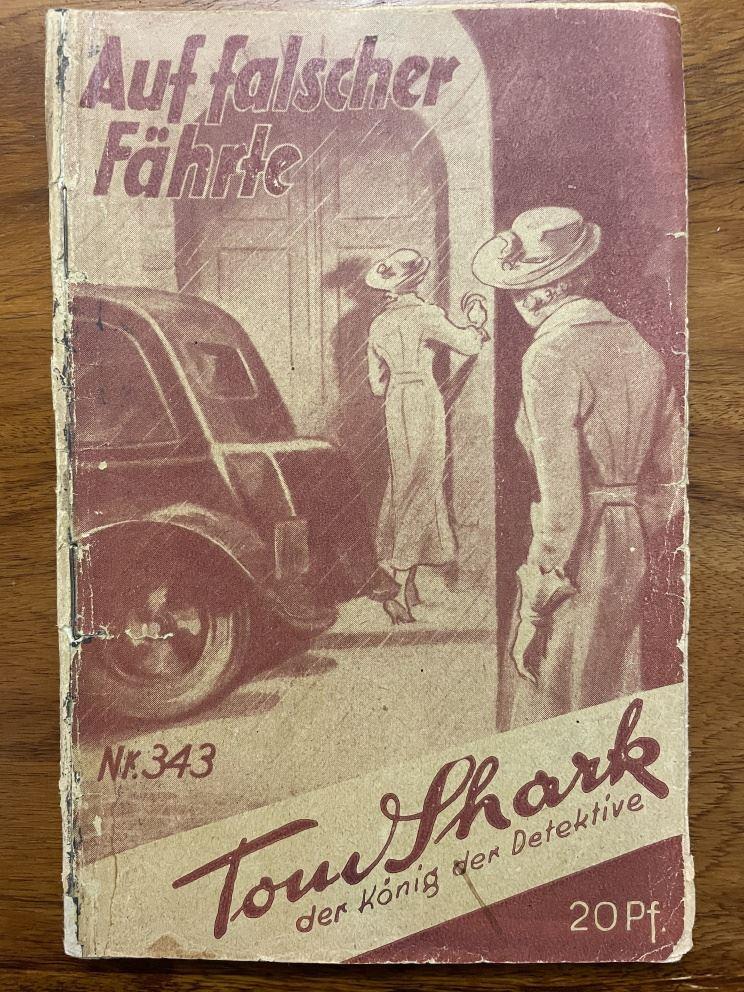 Auf falscher
Fährte
Nr. 343
Tom Shark
der König der Detektive
20 Pf.